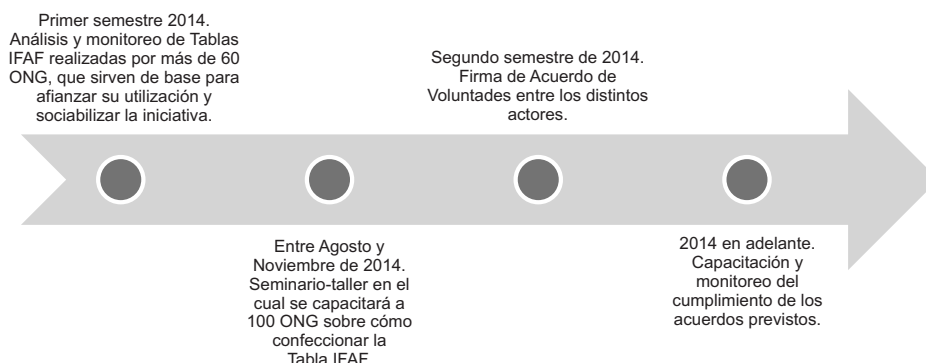 Primer semestre 2014.
Análisis y monitoreo de Tablas
IFAF realizadas por más de 60
ONG, que sirven de base para
afianzar su utilización y
sociabilizar la iniciativa.
Entre Agosto y
Noviembre de 2014.
Seminario-taller en el
cual se capacitará a
100 ONG sobre cómo
confeccionar la
Tabla IFAF
Segundo semestre de 2014.
Firma de Acuerdo de
Voluntades entre los distintos
actores.
2014 en adelante.
Capacitación y
monitoreo del
cumplimiento de los
acuerdos previstos.